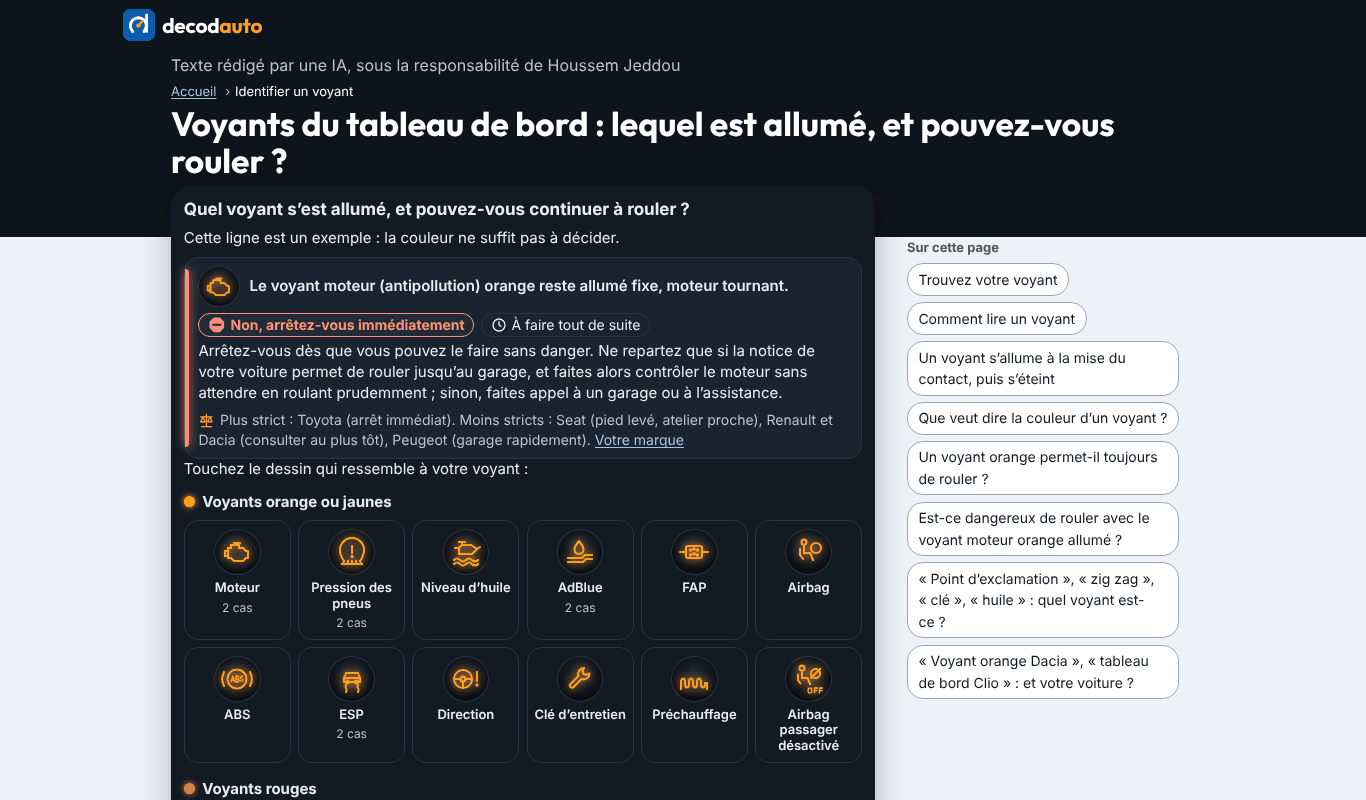 decodauto
Texte rédigé par une IA, sous la responsabilité de Houssem Jeddou
Accueil › Identifier un voyant
Voyants du tableau de bord : lequel est allumé, et pouvez-vous
rouler ?
Quel voyant s’est allumé, et pouvez-vous continuer à rouler ?
Cette ligne est un exemple : la couleur ne suffit pas à décider.
Le voyant moteur (antipollution) orange reste allumé fixe, moteur tournant.
Non, arrêtez-vous immédiatement
À faire tout de suite
Arrêtez-vous dès que vous pouvez le faire sans danger. Ne repartez que si la notice de
votre voiture permet de rouler jusqu’au garage, et faites alors contrôler le moteur sans
attendre en roulant prudemment ; sinon, faites appel à un garage ou à l’assistance.
Plus strict : Toyota (arrêt immédiat). Moins stricts : Seat (pied levé, atelier proche), Renault et
Dacia (consulter au plus tôt), Peugeot (garage rapidement). Votre marque
Touchez le dessin qui ressemble à votre voyant :
Voyants orange ou jaunes
Moteur
2 cas
Pression des
pneus
2 cas
Niveau d’huile
AdBlue
2 cas
FAP
Airbag
ABS
ABS
ESP
2 cas
Direction
Clé d’entretien
Préchauffage
OFF
Airbag
passager
désactivé
Voyants rouges
Sur cette page
Trouvez votre voyant
Comment lire un voyant
Un voyant s’allume à la mise du
contact, puis s’éteint
Que veut dire la couleur d’un voyant ?
Un voyant orange permet-il toujours
de rouler ?
Est-ce dangereux de rouler avec le
voyant moteur orange allumé ?
« Point d’exclamation », « zig zag »,
« clé », « huile » : quel voyant est-
ce ?
« Voyant orange Dacia », « tableau
de bord Clio » : et votre voiture ?